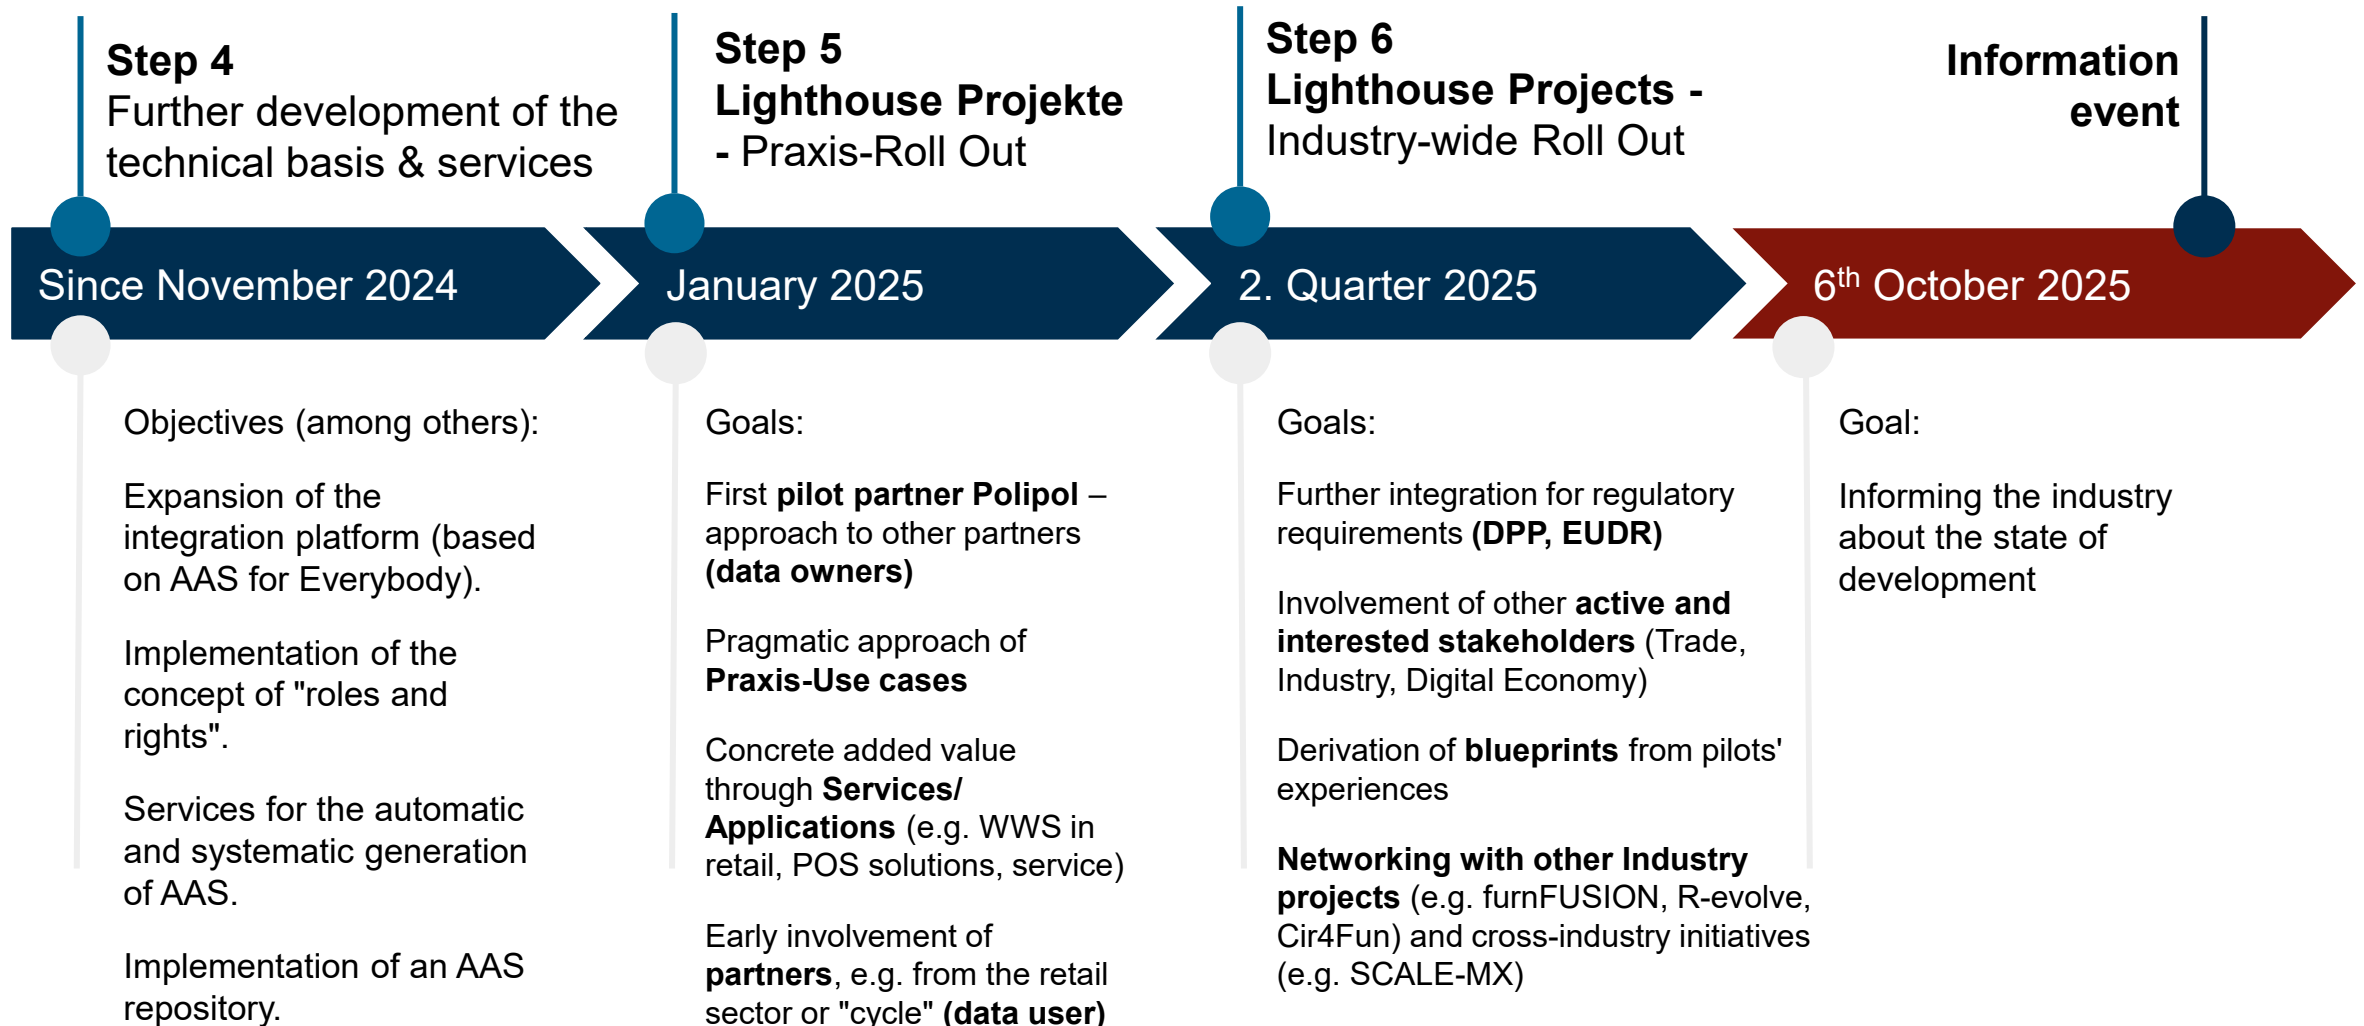 Step 4
Further development of the
technical basis & services
Step 5
Lighthouse Projekte
- Praxis-Roll Out
Step 6
Lighthouse Projects -
Industry-wide Roll Out
Information
event
Since November 2024
January 2025
2. Quarter 2025
6th October 2025
Objectives (among others):
Expansion of the
integration platform (based
on AAS for Everybody).
Implementation of the
concept of "roles and
rights".
Services for the automatic
and systematic generation
of AAS.
Implementation of an AAS
repository.
Goals:
First pilot partner Polipol –
approach to other partners
(data owners)
Pragmatic approach of
Praxis-Use cases
Concrete added value
through Services/
Applications (e.g. WWS in
retail, POS solutions, service)
Early involvement of
partners, e.g. from the retail
sector or "cycle" (data user)
Goals:
Further integration for regulatory
requirements (DPP, EUDR)
Involvement of other active and
interested stakeholders (Trade,
Industry, Digital Economy)
Derivation of blueprints from pilots'
experiences
Networking with other Industry
projects (e.g. furnFUSION, R-evolve,
Cir4Fun) and cross-industry initiatives
(e.g. SCALE-MX)
Goal:
Informing the industry
about the state of
development